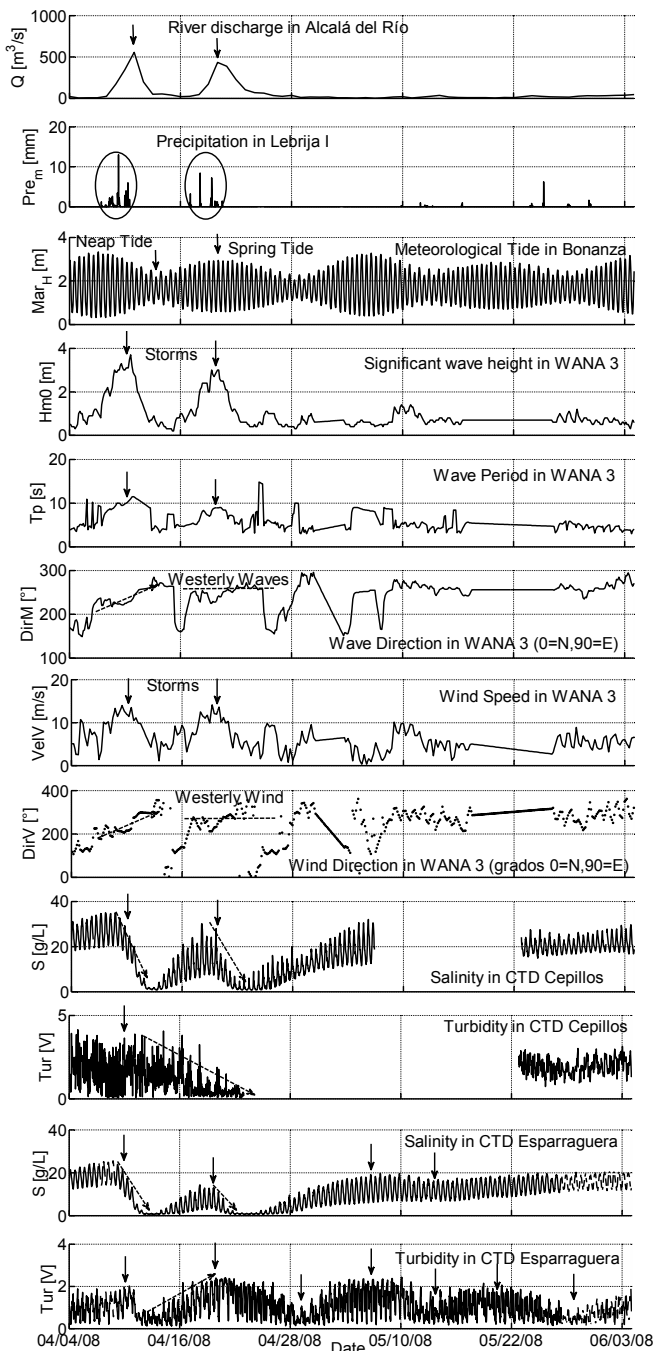 River discharge in Alcalá del Río
Q [m³/s]
1000
500
0
Precipitation in Lebrija I
Pre_m [mm]
20
10
0
Neap Tide
Spring Tide
Meteorological Tide in Bonanza
Mar_H [m]
4
2
0
Storms
Significant wave height in WANA 3
Hm0 [m]
4
2
0
Wave Period in WANA 3
Tp [s]
20
10
0
Westerly Waves
Wave Direction in WANA 3 (0=N,90=E)
DirM [°]
300
200
100
Storms
Wind Speed in WANA 3
VelV [m/s]
20
10
0
Westerly Wind
Wind Direction in WANA 3 (grados 0=N,90=E)
DirV [°]
400
200
0
Salinity in CTD Cepillos
S [g/L]
40
20
0
Turbidity in CTD Cepillos
Tur [V]
5
0
Salinity in CTD Esparraguera
S [g/L]
40
20
0
Turbidity in CTD Esparraguera
Tur [V]
4
2
0
04/04/08 04/16/08 04/28/08 05/10/08 05/22/08 06/03/08
Date